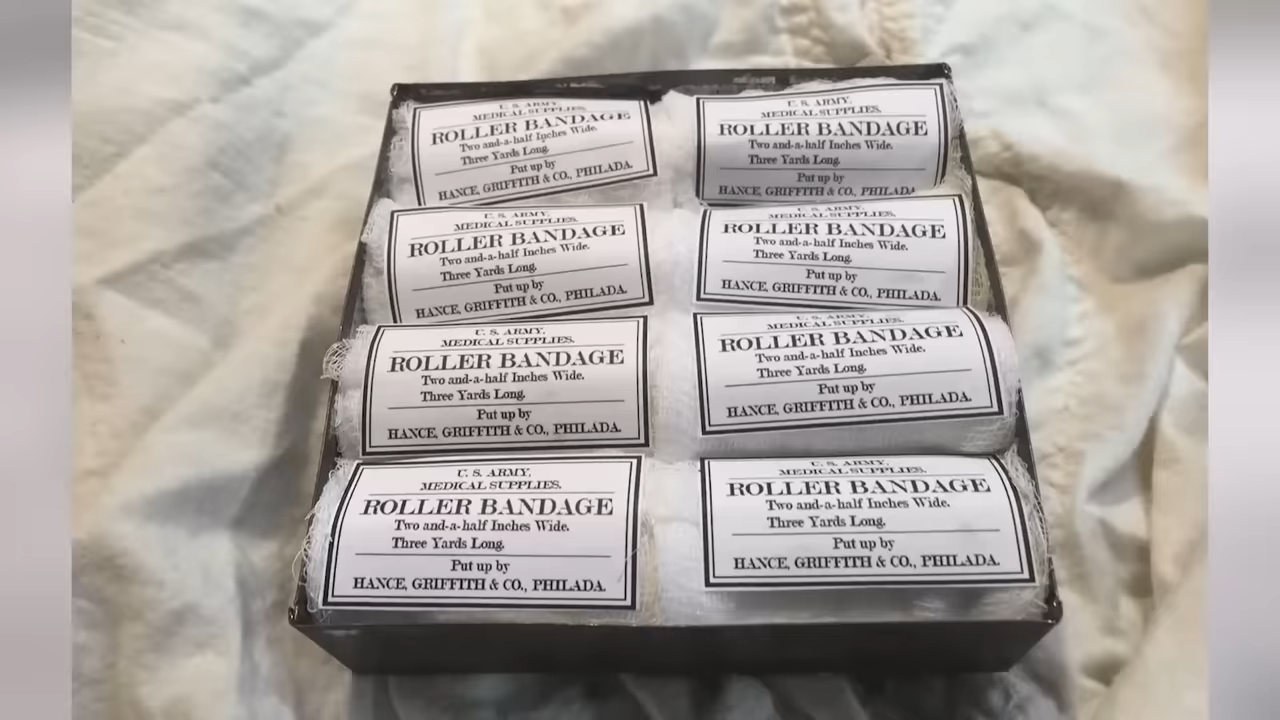 U. S. ARMY,
MEDICAL SUPPLIES.
ROLLER BANDAGE
Two and-a-half Inches Wide.
Three Yards Long.
Put up by
HANCE, GRIFFITH & CO., PHILADA.
U. S. ARMY,
MEDICAL SUPPLIES.
ROLLER BANDAGE
Two and-a-half Inches Wide.
Three Yards Long.
Put up by
HANCE, GRIFFITH & CO., PHILADA
U. S. ARMY,
MEDICAL SUPPLIES.
ROLLER BANDAGE
Two and-a-half Inches Wide.
Three Yards Long.
Put up by
HANCE, GRIFFITH & CO., PHILADA.
U. S. ARMY,
MEDICAL SUPPLIES.
ROLLER BANDAGE
Two and-a-half Inches Wide.
Three Yards Long.
Put up by
HANCE, GRIFFITH & CO., PHILADA.
U. S. ARMY,
MEDICAL SUPPLIES.
ROLLER BANDAGE
Two and-a-half Inches Wide.
Three Yards Long.
Put up by
HANCE, GRIFFITH & CO., PHILADA.
U. S. ARMY,
MEDICAL SUPPLIES.
ROLLER BANDAGE
Two and-a-half Inches Wide.
Three Yards Long.
Put up by
HANCE, GRIFFITH & CO., PHILADA.
U. S. ARMY,
MEDICAL SUPPLIES.
ROLLER BANDAGE
Two and-a-half Inches Wide.
Three Yards Long.
Put up by
HANCE, GRIFFITH & CO., PHILADA.
U. S. ARMY,
MEDICAL SUPPLIES.
ROLLER BANDAGE
Two and-a-half Inches Wide.
Three Yards Long.
Put up by
HANCE, GRIFFITH & CO., PHILADA.